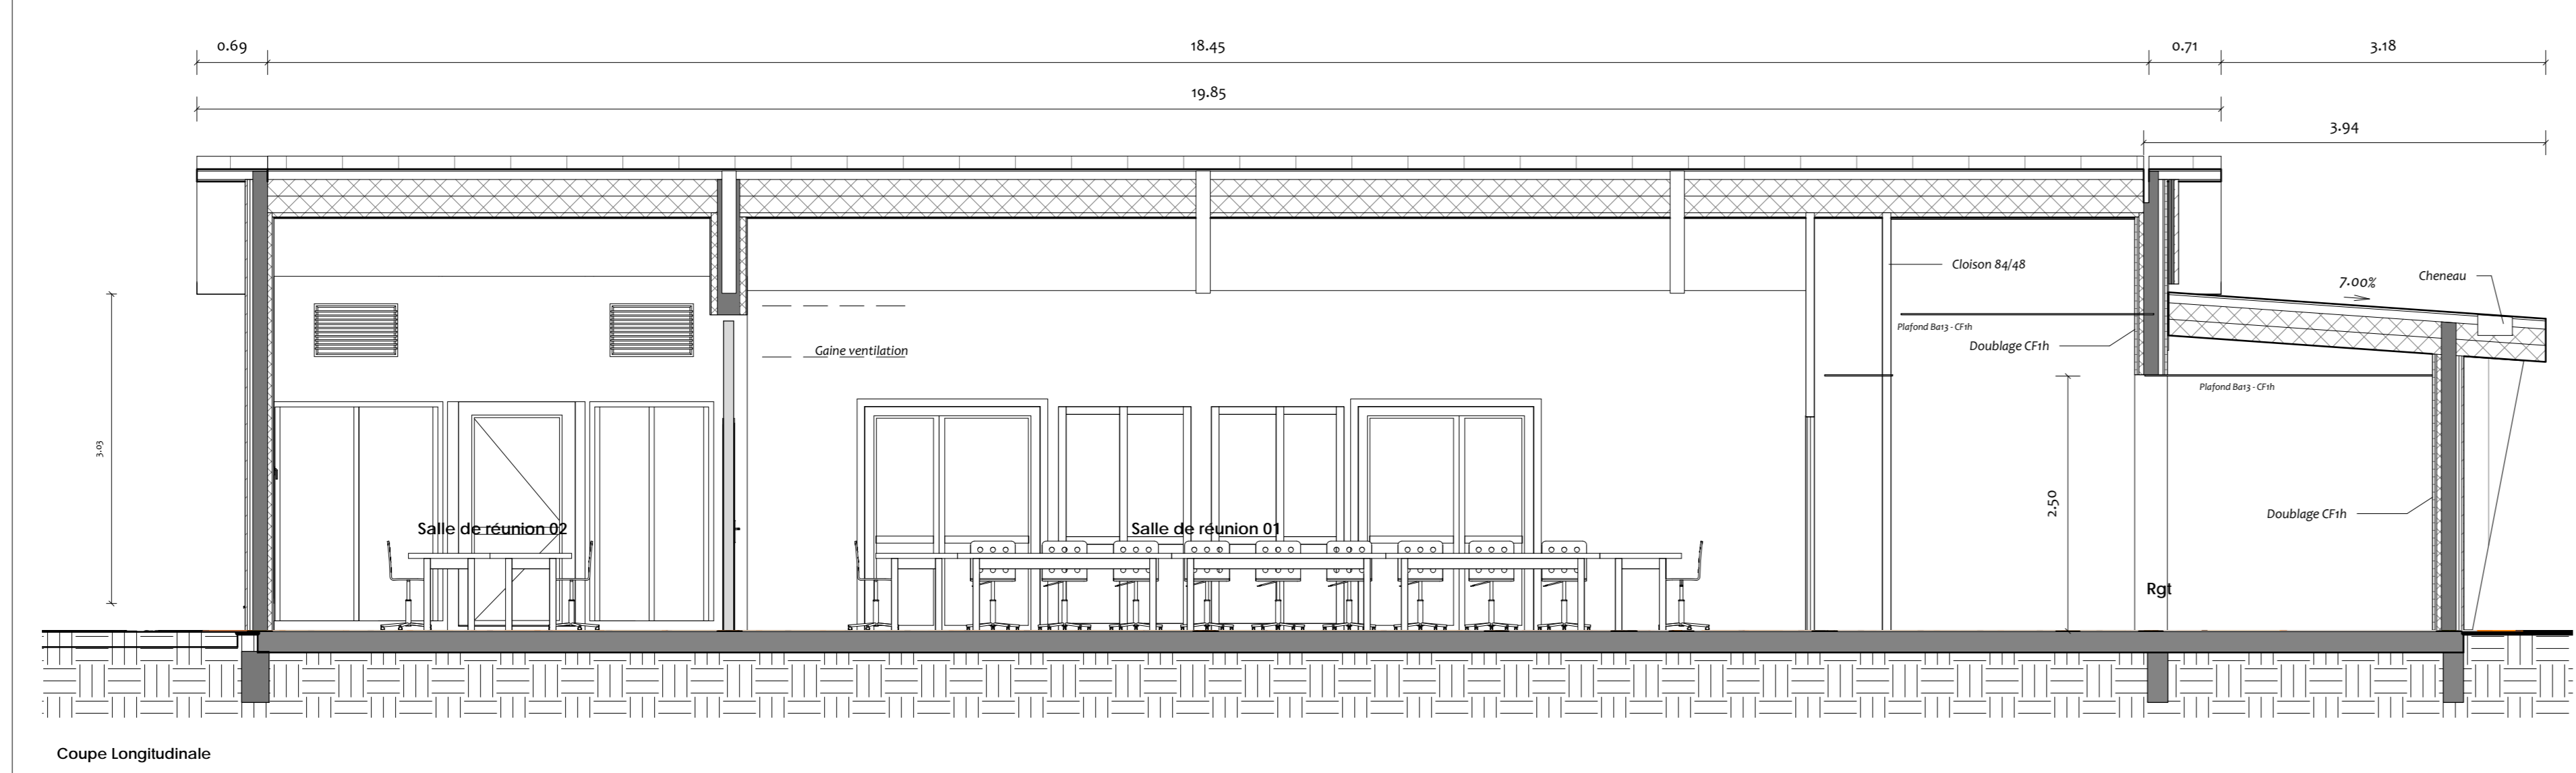 0.69
18.45
0.71
3.18
19.85
3.94
Cloison 84/48
7.00%
Cheneau
Plafond Ba13 - CF1h
Doublage CF1h
Gaine ventilation
Plafond Ba13 - CF1h
3.03
2.50
Doublage CF1h
Salle de réunion 02
Salle de réunion 01
Rgt
Coupe Longitudinale